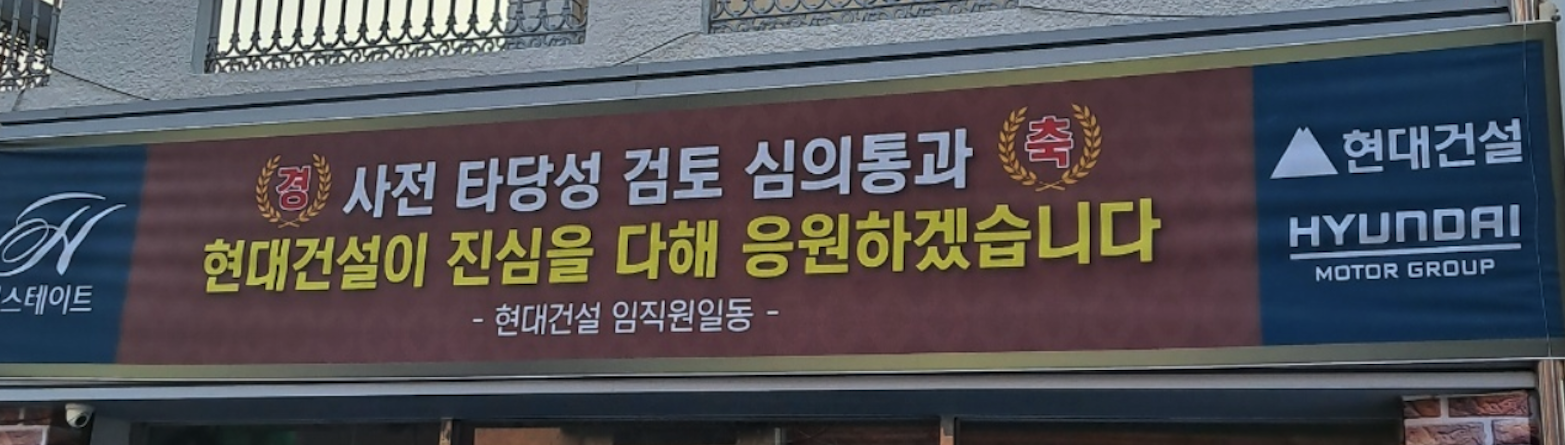 경 사전 타당성 검토 심의통과 축
현대건설이 진심을 다해 응원하겠습니다
- 현대건설 임직원일동 -
H
스테이트
현대건설
HYUNDAI
MOTOR GROUP